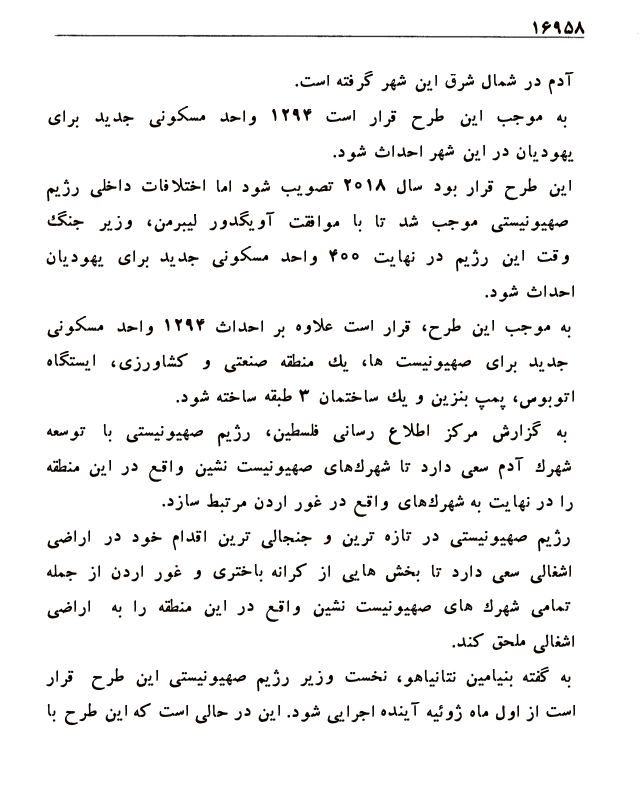 ۱۶۹۵۸
آدم در شمال شرق این شهر گرفته است.
به موجب این طرح قرار است ۱۲۹۴ واحد مسکونی جدید برای
یهودیان در این شهر احداث شود.
این طرح قرار بود سال ۲۰۱۸ تصویب شود اما اختلافات داخلی رژیم
صهیونیستی موجب شد تا با موافقت آویگدور لیبرمن، وزیر جنگ
وقت این رژیم در نهایت ۴۰۰ واحد مسکونی جدید برای یهودیان
احداث شود.
به موجب این طرح، قرار است علاوه بر احداث ۱۲۹۴ واحد مسکونی
جدید برای صهیونیست ها، یك منطقه صنعتی و کشاورزی، ایستگاه
اتوبوس، پمپ بنزین و یك ساختمان ۳ طبقه ساخته شود.
به گزارش مرکز اطلاع رسانی فلسطین، رژیم صهیونیستی با توسعه
شهرك آدم سعی دارد تا شهرك‌های صهیونیست نشین واقع در این منطقه
را در نهایت به شهرك‌های واقع در غور اردن مرتبط سازد.
رژیم صهیونیستی در تازه ترین و جنجالی ترین اقدام خود در اراضی
اشغالی سعی دارد تا بخش هایی از کرانه باختری و غور اردن از جمله
تمامی شهرك های صهیونیست نشین واقع در این منطقه را به اراضی
اشغالی ملحق کند.
به گفته بنیامین نتانیاهو، نخست وزیر رژیم صهیونیستی این طرح قرار
است از اول ماه ژوئیه آینده اجرایی شود. این در حالی است که این طرح با